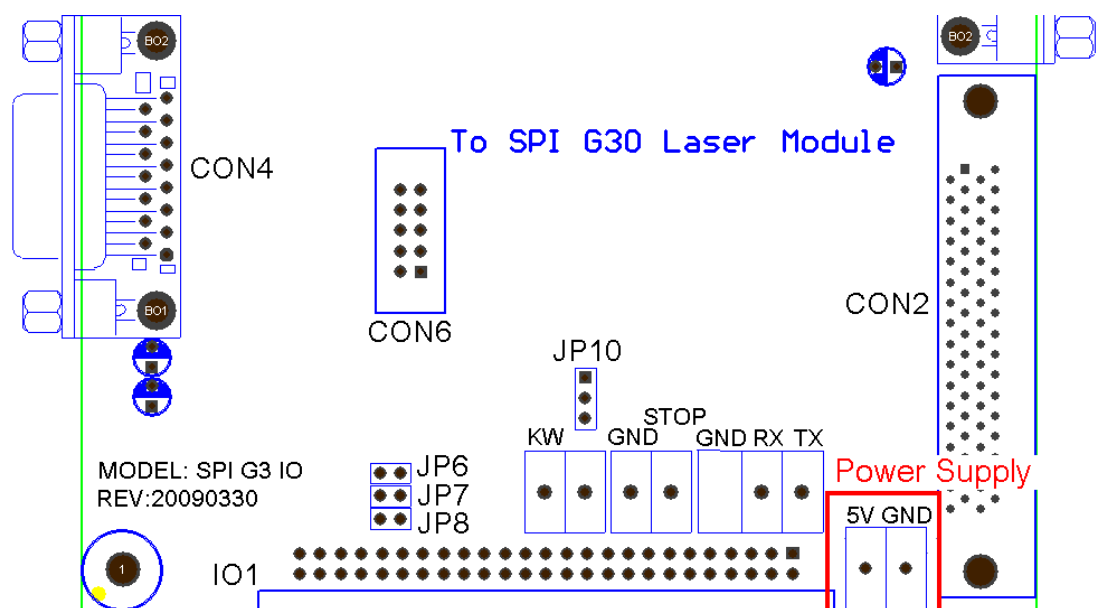 BO2
BO2
To SPI G30 Laser Module
CON4
CON2
BO1
CON6
JP10
STOP
KW GND GND RX TX
MODEL: SPI G3 IO
REV:20090330
JP6
JP7
JP8
Power Supply
5V GND
IO1
1